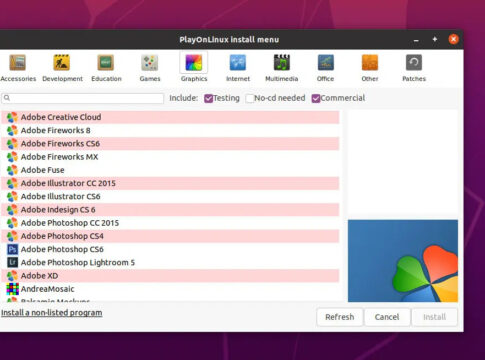 PlayOnLinux install menu
Accessories Development Education Games Graphics Internet Multimedia Office Other Patches
Include: Testing No-cd needed Commercial
Adobe Creative Cloud
Adobe Fireworks 8
Adobe Fireworks CS6
Adobe Fireworks MX
Adobe Fuse
Adobe Illustrator CC 2015
Adobe Illustrator CS6
Adobe Indesign CS 6
Adobe Photoshop CC 2015
Adobe Photoshop CS4
Ps Adobe Photoshop CS6
Lr Adobe Photoshop Lightroom 5
Adobe XD
AndreaMosaic
Balsamiq Mockups
Install a non-listed program
Refresh Cancel Install